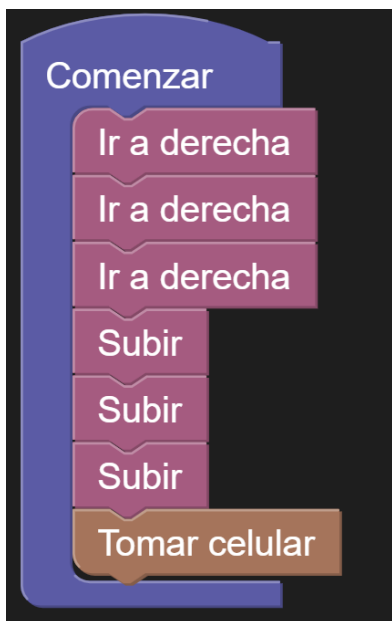 Comenzar
Ir a derecha
Ir a derecha
Ir a derecha
Subir
Subir
Subir
Tomar celular